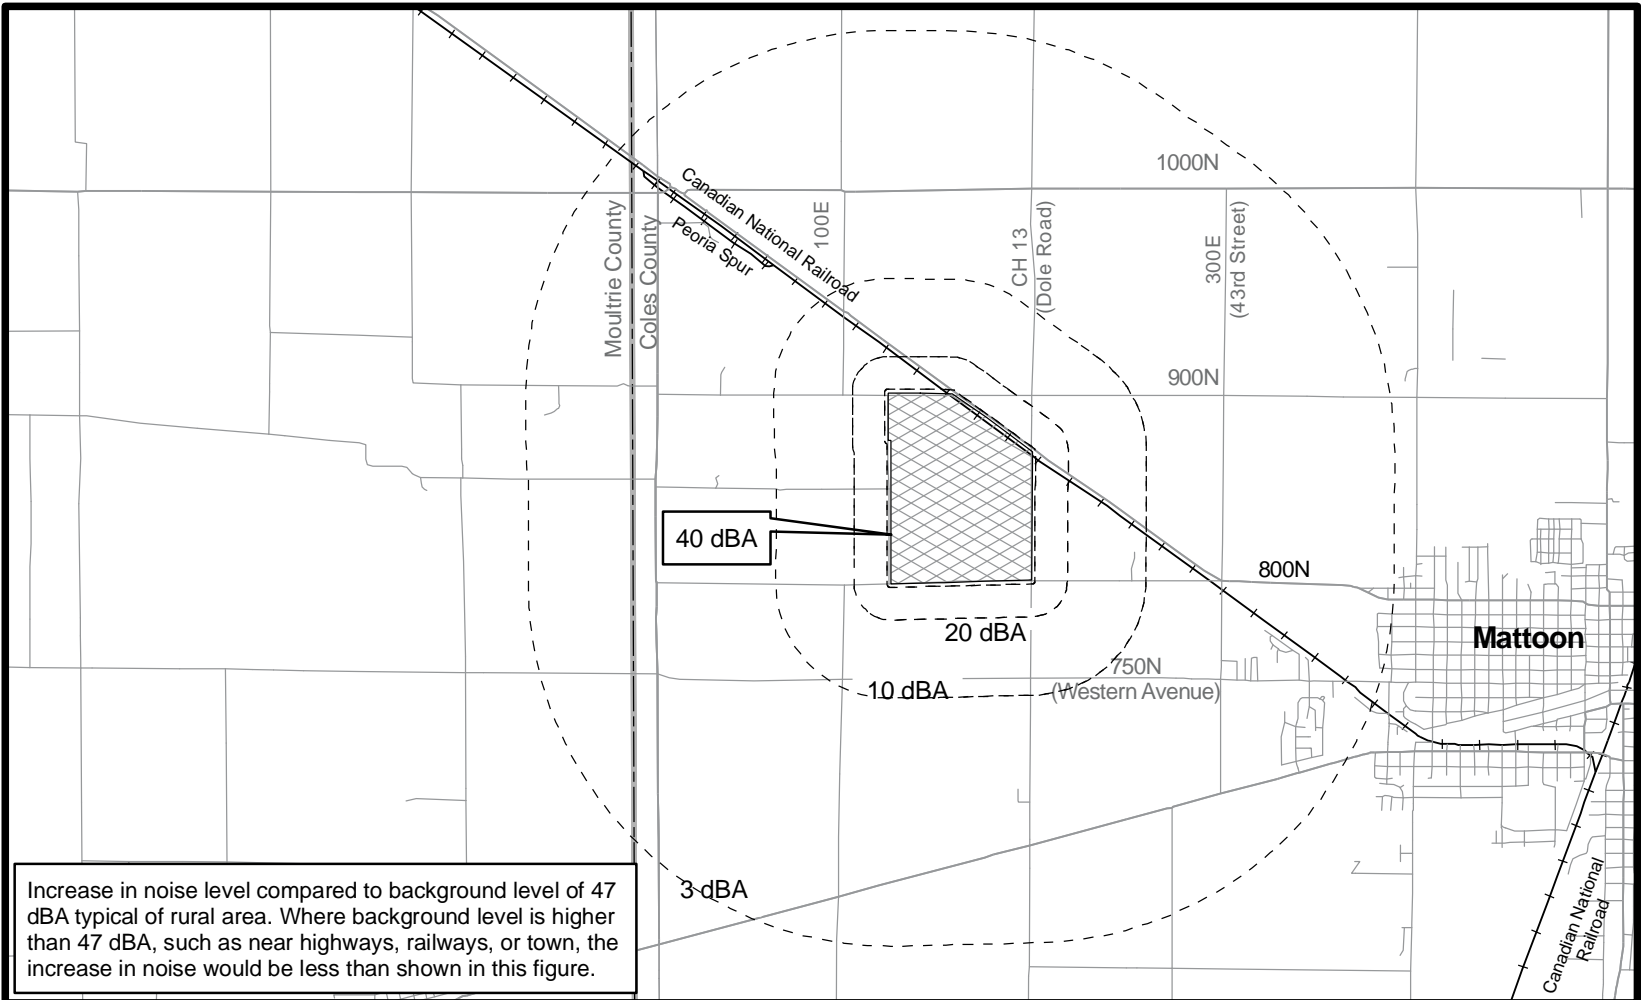 1000N
Canadian National Railroad
Peoria Spur
Moultrie County
Coles County
100E
CH 13
(Dole Road)
300E
(43rd Street)
900N
40 dBA
800N
20 dBA
Mattoon
750N
(Western Avenue)
10 dBA
3 dBA
Canadian National
Railroad
Increase in noise level compared to background level of 47
dBA typical of rural area. Where background level is higher
than 47 dBA, such as near highways, railways, or town, the
increase in noise would be less than shown in this figure.